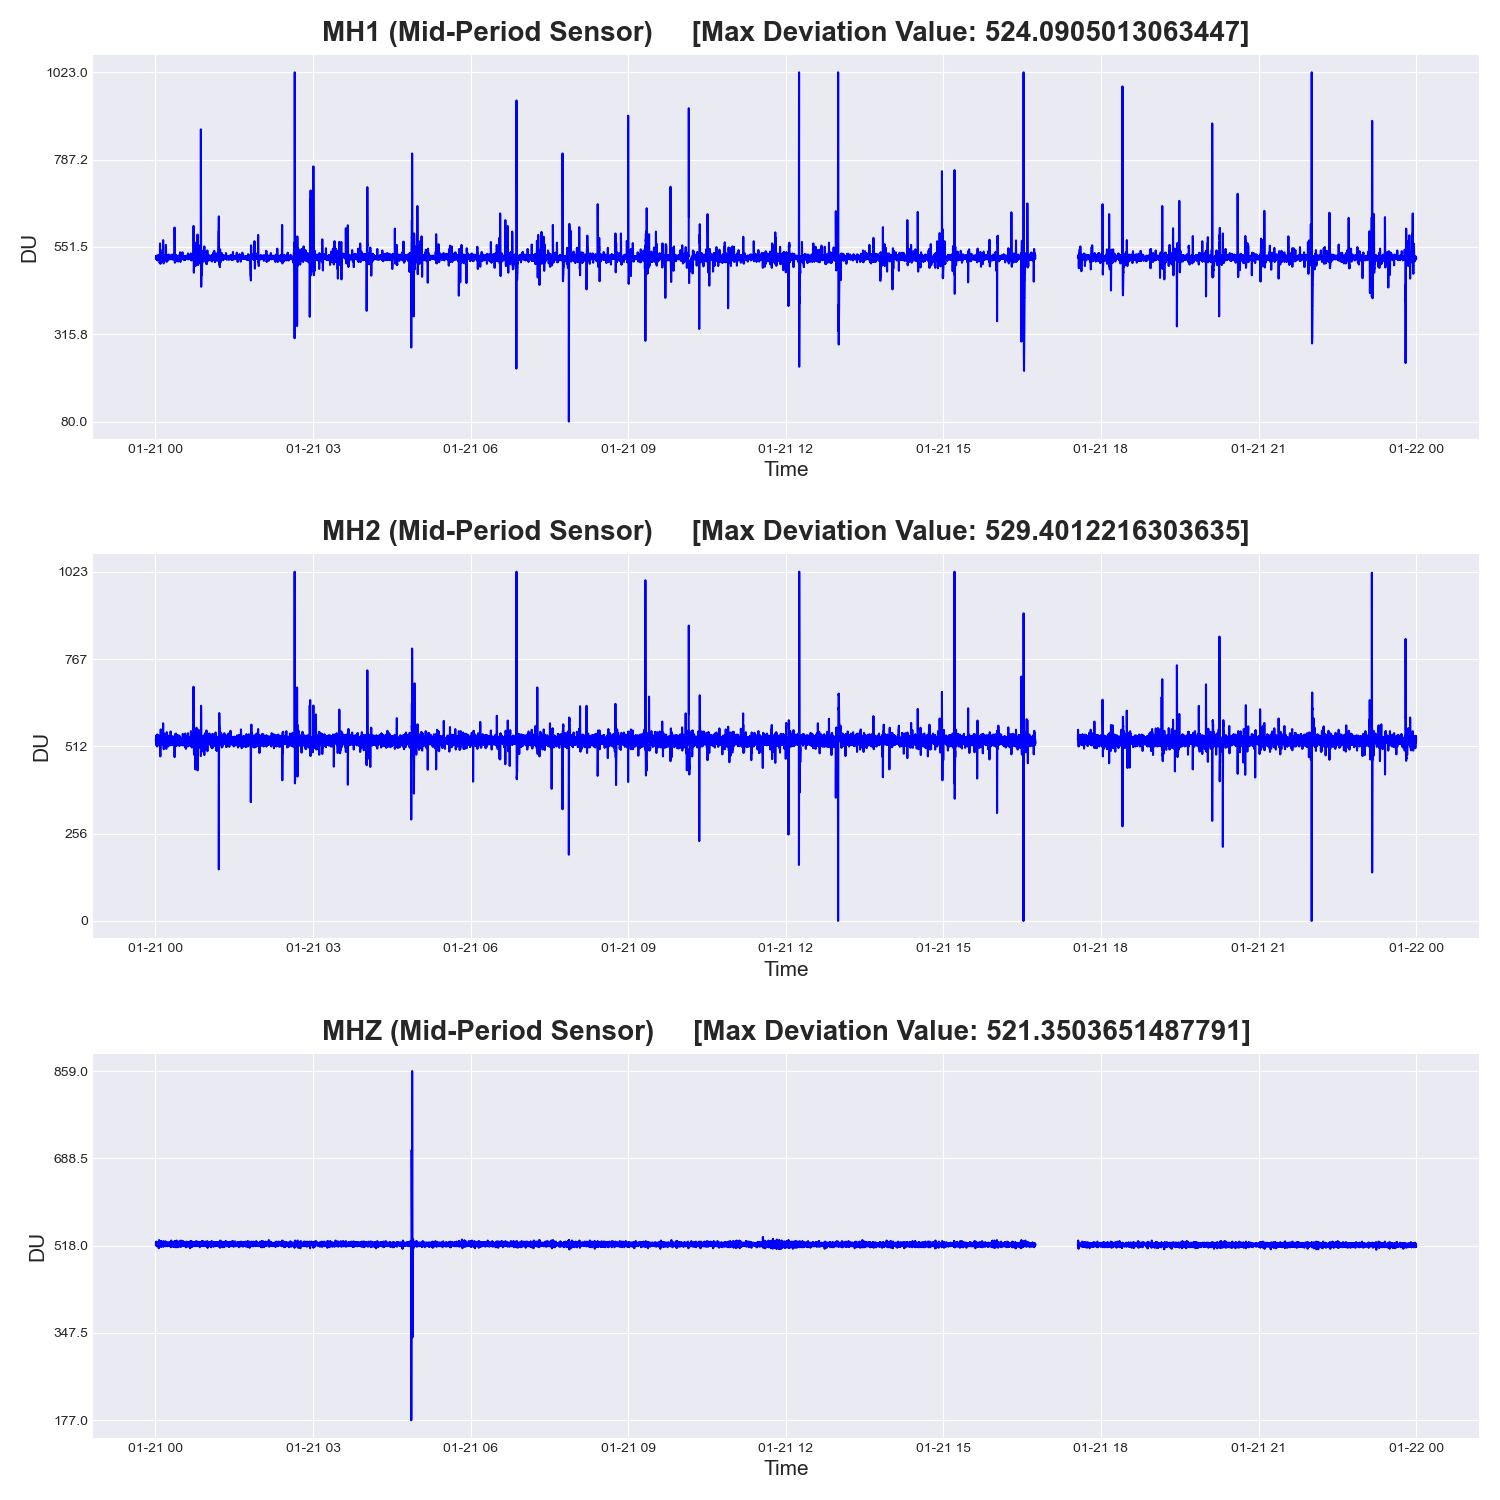 MH1 (Mid-Period Sensor) [Max Deviation Value: 524.0905013063447]
1023.0
787.2
551.5
315.8
80.0
DU
01-21 00 01-21 03 01-21 06 01-21 09 01-21 12 01-21 15 01-21 18 01-21 21 01-22 00
Time
MH2 (Mid-Period Sensor) [Max Deviation Value: 529.4012216303635]
1023
767
512
256
0
DU
01-21 00 01-21 03 01-21 06 01-21 09 01-21 12 01-21 15 01-21 18 01-21 21 01-22 00
Time
MHZ (Mid-Period Sensor) [Max Deviation Value: 521.3503651487791]
859.0
688.5
518.0
347.5
177.0
DU
01-21 00 01-21 03 01-21 06 01-21 09 01-21 12 01-21 15 01-21 18 01-21 21 01-22 00
Time